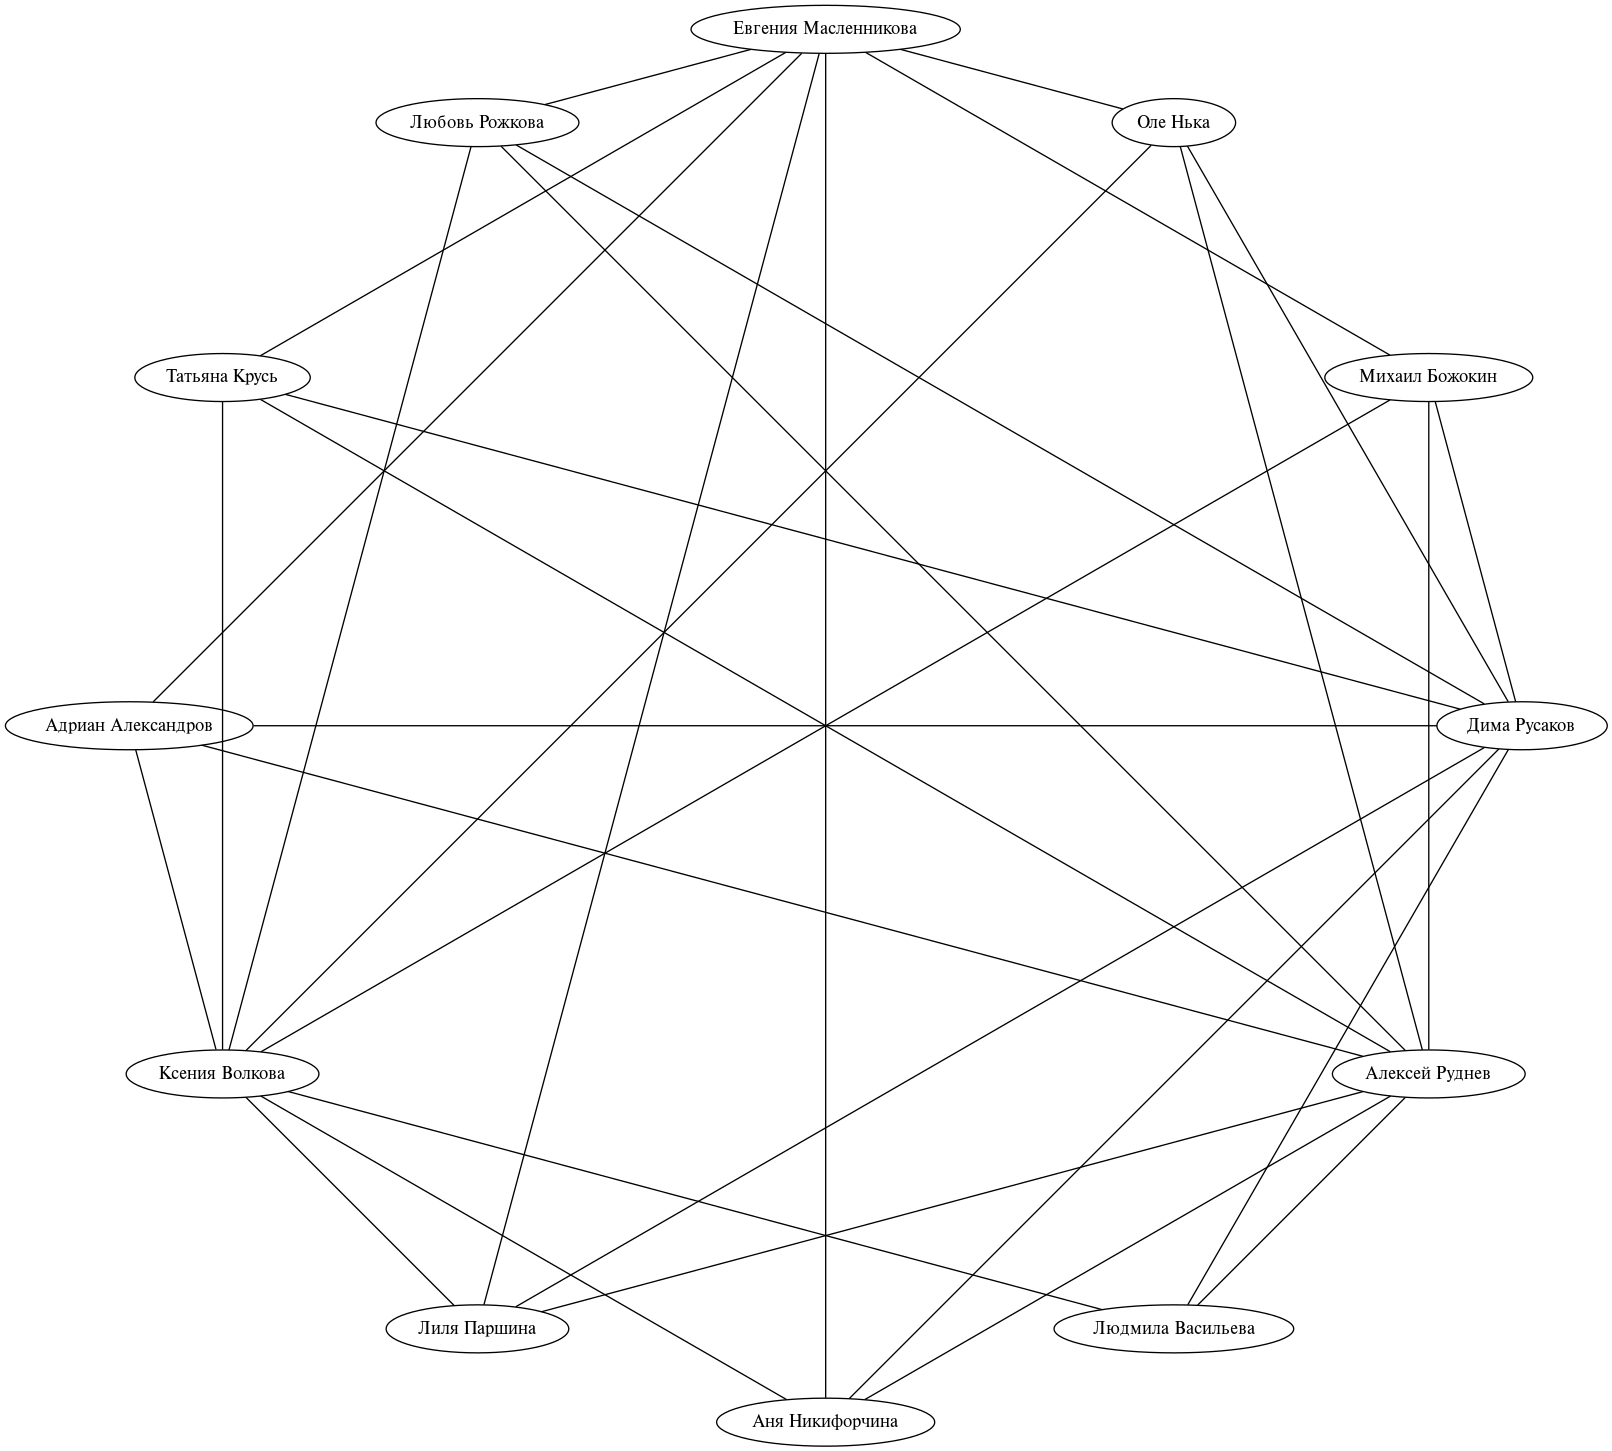 Евгения Масленникова
Любовь Рожкова
Оле Нька
Татьяна Крусь
Михаил Божокин
Адриан Александров
Дима Русаков
Ксения Волкова
Алексей Руднев
Лиля Паршина
Людмила Васильева
Аня Никифорчина